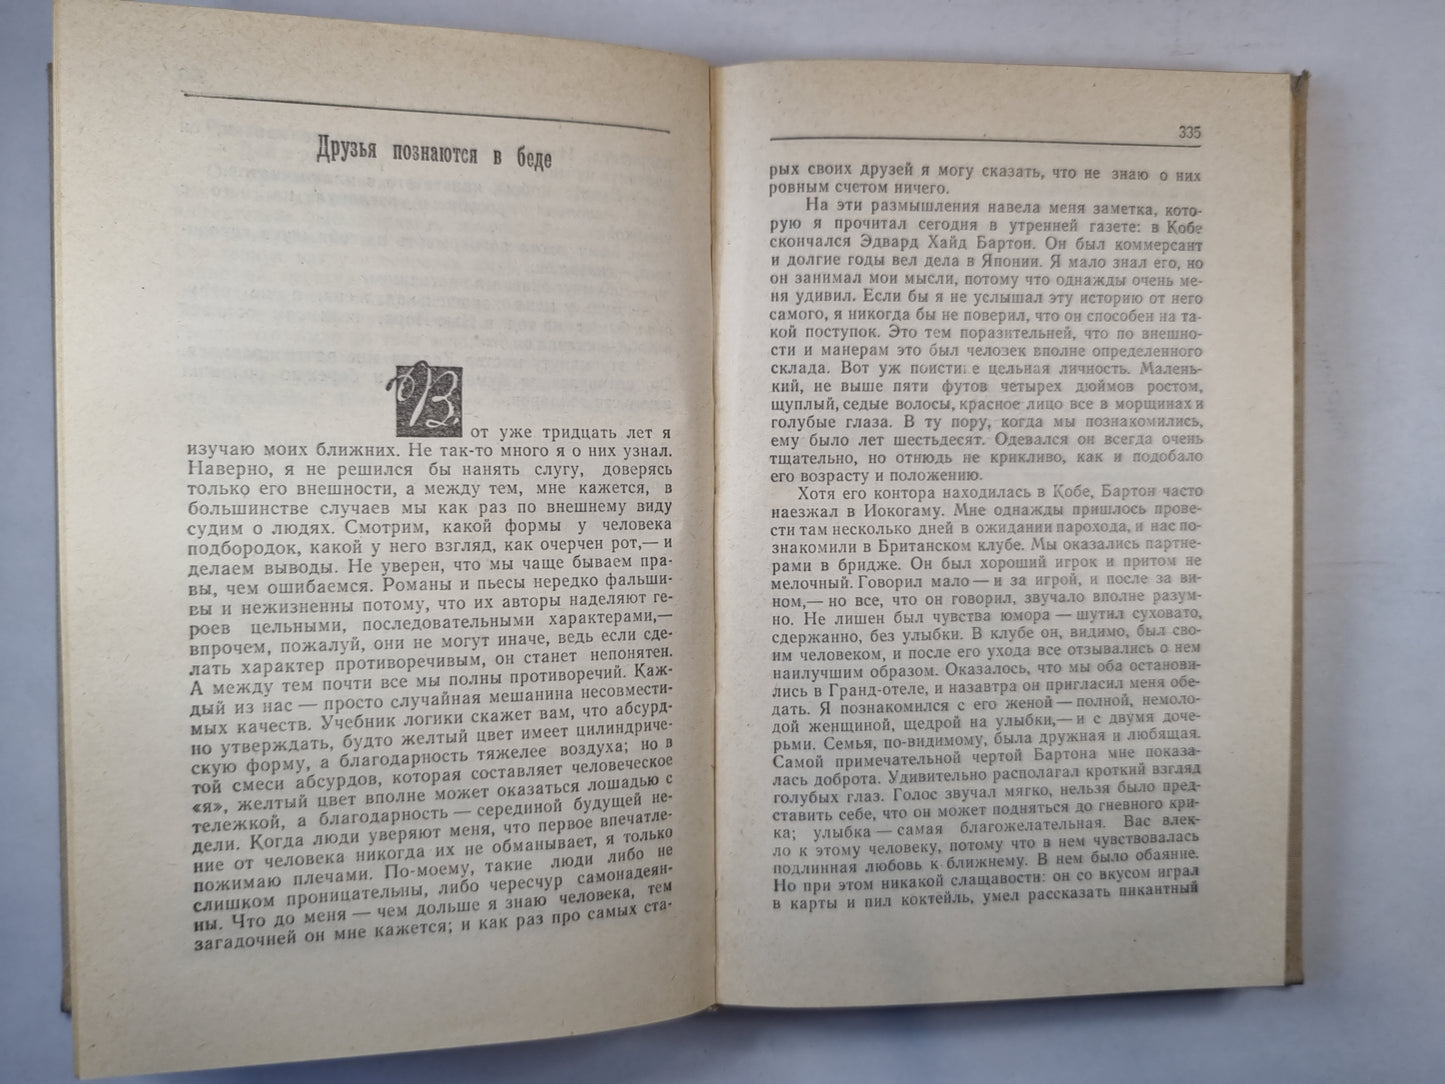 Друзья познаются в беде
Вот уже тридцать лет я
изучаю моих ближних. Не так-то много я о них узнал.
Наверно, я не решился бы нанять слугу, доверясь
только его внешности, а между тем, мне кажется, в
большинстве случаев мы как раз по внешнему виду
судим о людях. Смотрим, какой формы у человека
подбородок, какой у него взгляд, как очерчен рот,— и
делаем выводы. Не уверен, что мы чаще бываем пра-
вы, чем ошибаемся. Романы и пьесы нередко фальши-
вы и нежизненны потому, что их авторы наделяют ге-
роев цельными, последовательными характерами,—
впрочем, пожалуй, они не могут иначе, ведь если сде-
лать характер противоречивым, он станет непонятен.
А между тем почти все мы полны противоречий. Каж-
дый из нас — просто случайная мешанина несовмести-
мых качеств. Учебник логики скажет вам, что абсурд-
но утверждать, будто желтый цвет имеет цилиндриче-
скую форму, а благодарность тяжелее воздуха; но в
той смеси абсурдов, которая составляет человеческое
«я», желтый цвет вполне может оказаться лошадью с
тележкой, а благодарность — серединой будущей не-
дели. Когда люди уверяют меня, что первое впечатле-
ние от человека никогда их не обманывает, я только
пожимаю плечами. По-моему, такие люди либо не
слишком проницательны, либо чересчур самонадеян-
ны. Что до меня — чем дольше я знаю человека, тем
загадочней он мне кажется; и как раз про самых ста-
335
рых своих друзей я могу сказать, что не знаю о них
ровным счетом ничего.
На эти размышления навела меня заметка, кото-
рую я прочитал сегодня в утренней газете: в Кобе
скончался Эдвард Хайд Бартон. Он был коммерсант
и долгие годы вел дела в Японии. Я мало знал его, но
он занимал мои мысли, потому что однажды очень ме-
ня удивил. Если бы я не услышал эту историю от него
самого, я никогда бы не поверил, что он способен на та-
кой поступок. Это тем поразительней, что по внешно-
сти и манерам это был человек вполне определенного
склада. Вот уж поистине цельная личность. Малень-
кий, не выше пяти футов четырех дюймов ростом,
щуплый, седые волосы, красное лицо все в морщинах и
голубые глаза. В ту пору, когда мы познакомились,
ему было лет шестьдесят. Одевался он всегда очень
тщательно, но отнюдь не крикливо, как и подобало
его возрасту и положению.
Хотя его контора находилась в Кобе, Бартон часто
наезжал в Иокогаму. Мне однажды пришлось прове-
сти там несколько дней в ожидании парохода, и нас по-
знакомили в Британском клубе. Мы оказались партне-
рами в бридже. Он был хороший игрок и притом не
мелочный. Говорил мало — и за игрой, и после за ви-
ном,— но все, что он говорил, звучало вполне разум-
но. Не лишен был чувства юмора — шутил суховато,
сдержанно, без улыбки. В клубе он, видимо, был сво-
им человеком, и после его ухода все отзывались о нем
наилучшим образом. Оказалось, что мы оба остановились в Гранд-отеле, и назавтра он пригласил меня обе-
дать. Я познакомился с его женой — полной, немоло-
дой женщиной, щедрой на улыбки,— и с двумя доче-
рьми. Семья, по-видимому, была дружная и любящая.
Самой примечательной чертой Бартона мне показа-
лась доброта. Удивительно располагал кроткий взгляд
голубых глаз. Голос звучал мягко, нельзя было пред-
ставить себе, что он может подняться до гневного кри-
ка; улыбка — самая благожелательная. Вас влек-
ло к этому человеку, потому что в нем чувствовалась
подлинная любовь к ближнему. В нем было обаяние.
Но при этом никакой слащавости: он со вкусом играл
в карты и пил коктейль, умел рассказать пикантный